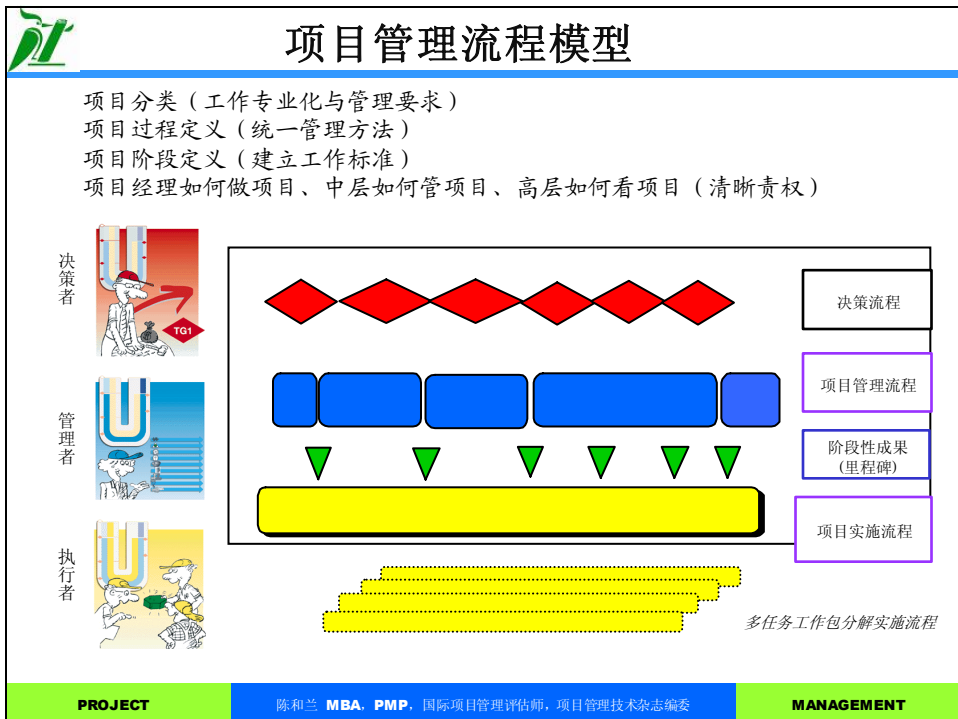 项目管理流程模型
项目分类（工作专业化与管理要求）
项目过程定义（统一管理方法）
项目阶段定义（建立工作标准）
项目经理如何做项目、中层如何管项目、高层如何看项目（清晰责权）
决策者
TG1
决策流程
管理者
项目管理流程
阶段性成果
(里程碑)
执行者
项目实施流程
多任务工作包分解实施流程
PROJECT
陈和兰 MBA，PMP，国际项目管理评估师，项目管理技术杂志编委
MANAGEMENT